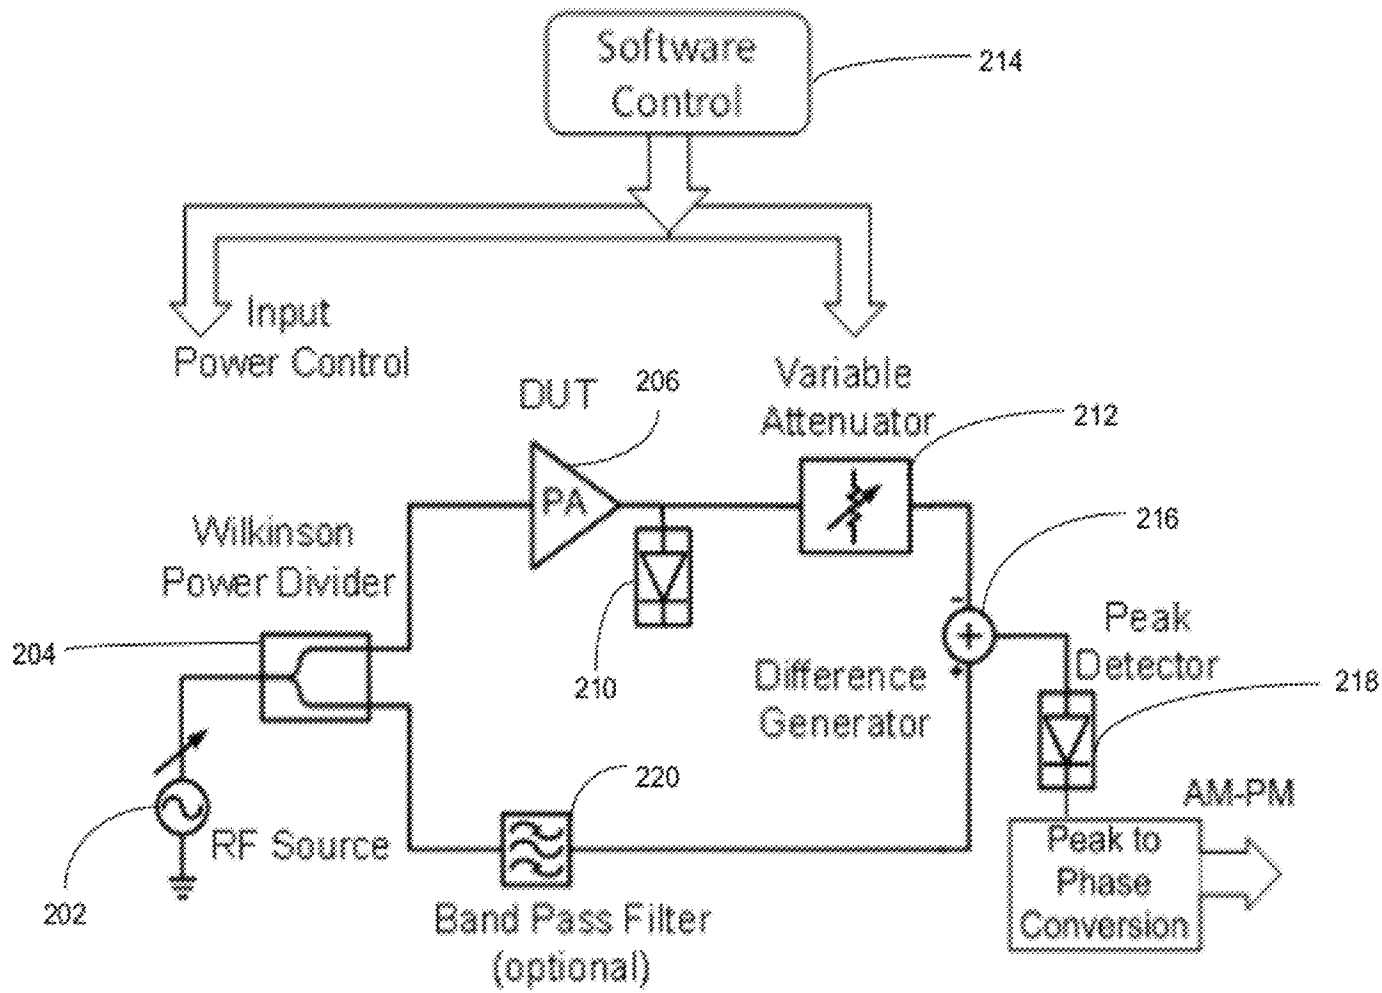 Software
Control
214
Input
Power Control
DUT
206
Variable
Attenuator
212
PA
Wilkinson
Power Divider
216
204
210
Difference
Generator
-
+
+
Peak
Detector
218
220
AM-PM
202
RF Source
Peak to
Phase
Conversion
Band Pass Filter
(optional)